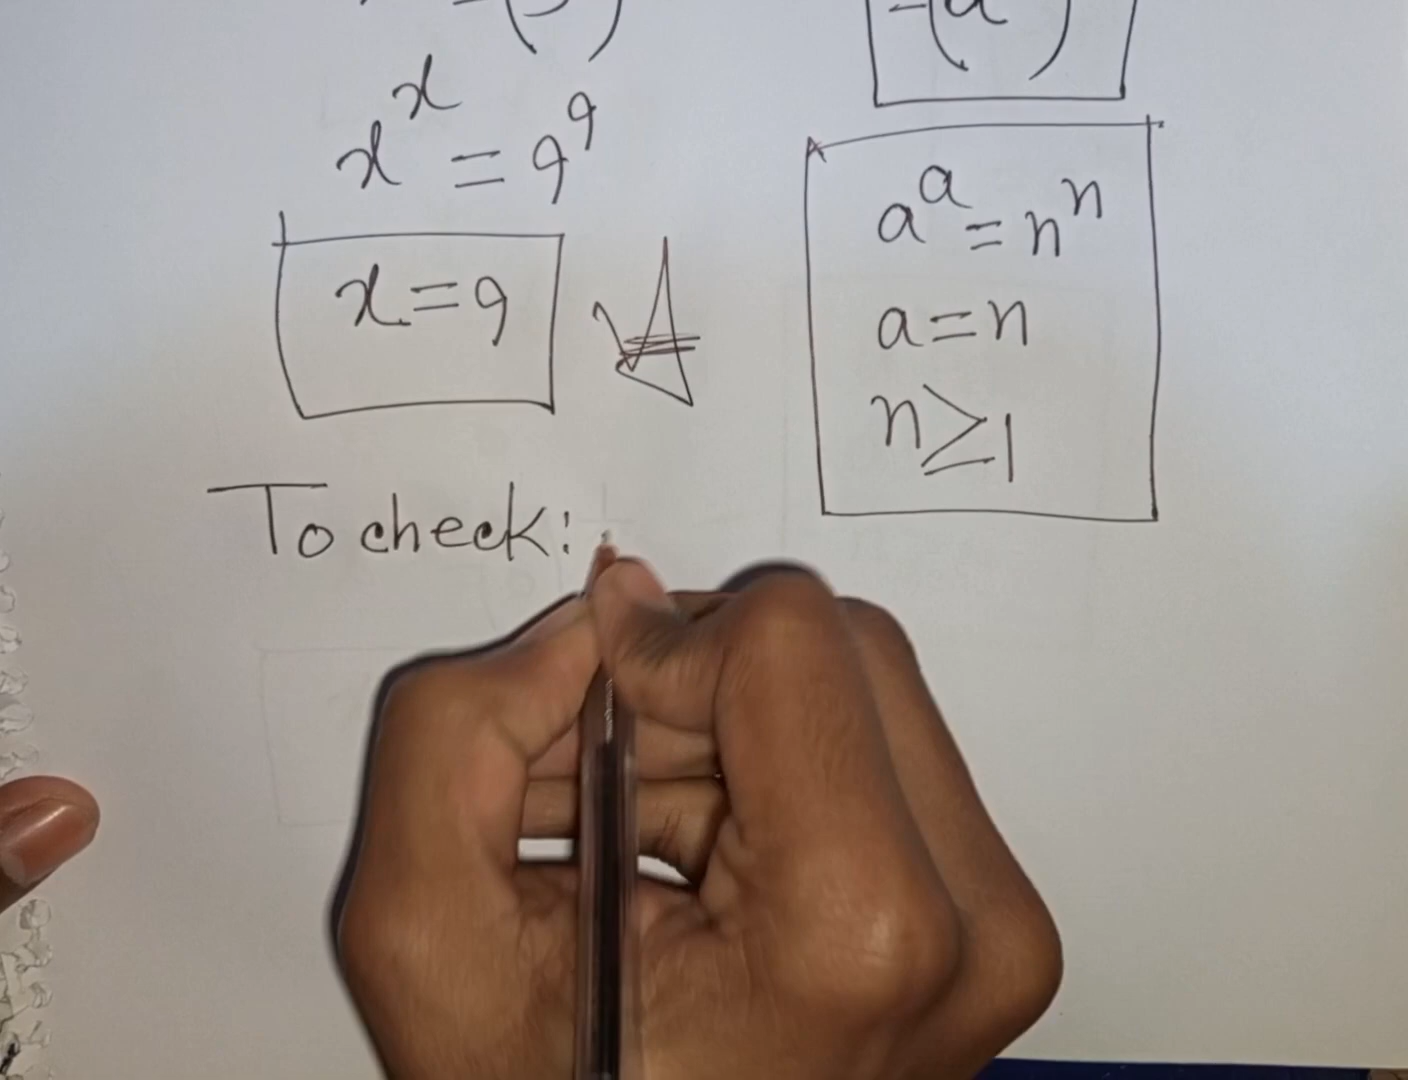 x^x = 9^9
x = 9
To check:
a^a = n^n
a = n
n ≥ 1